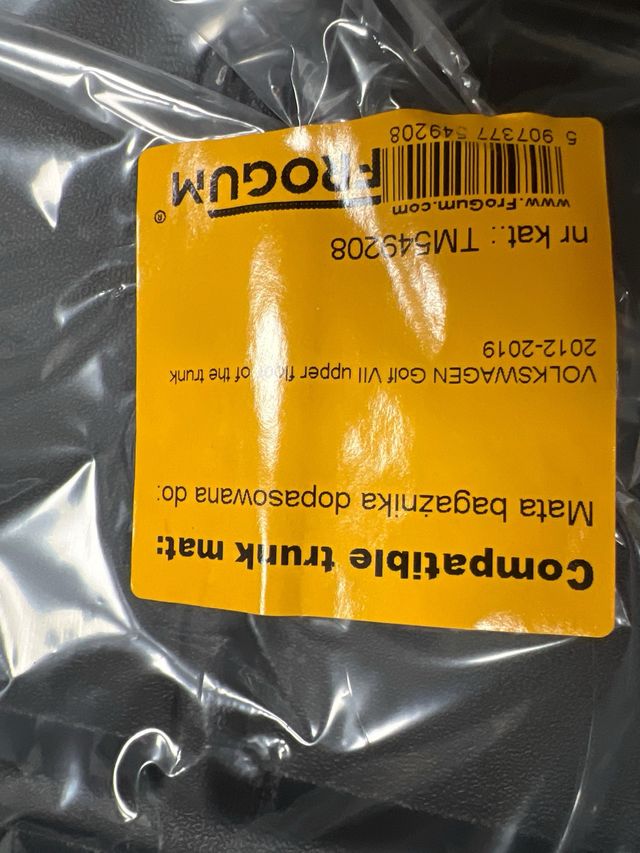 Compatible trunk mat:
Mata bagażnika dopasowana do:
VOLKSWAGEN Golf VII upper floor of the trunk
2012-2019
nr kat.: TM549208
www.FroGum.com
FROGUM®
5 907377 549208